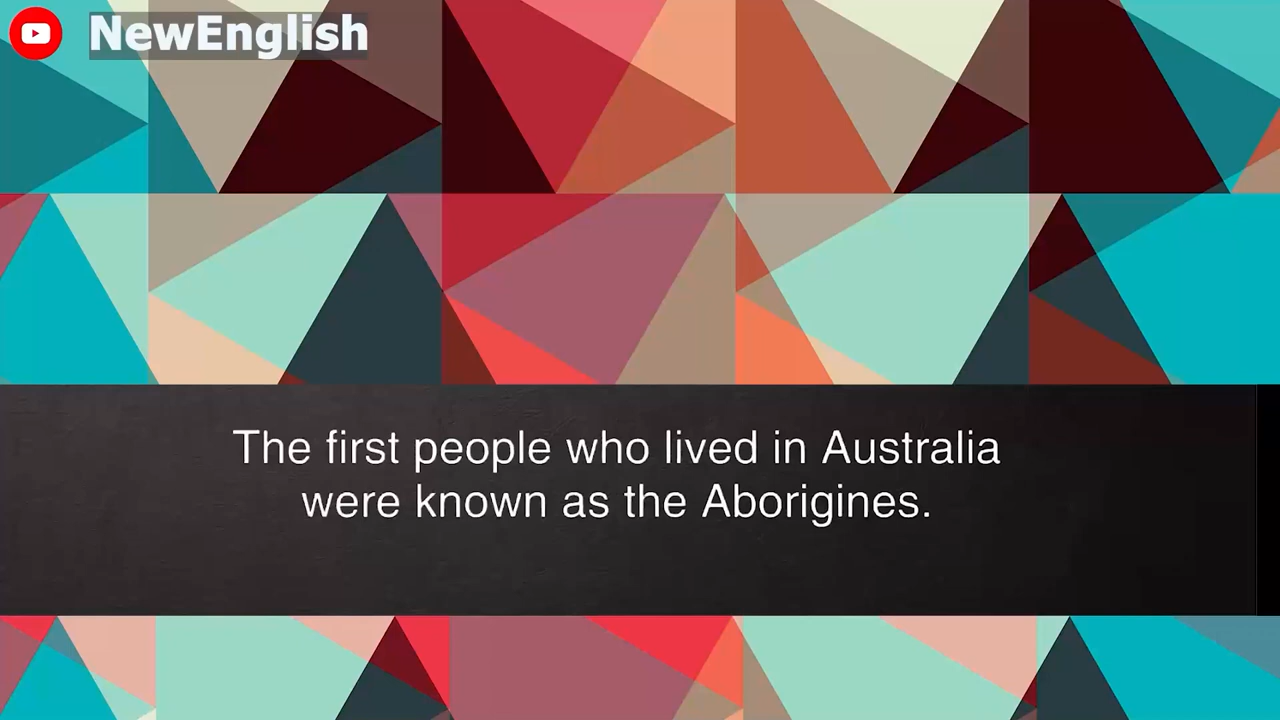 NewEnglish
The first people who lived in Australia
were known as the Aborigines.